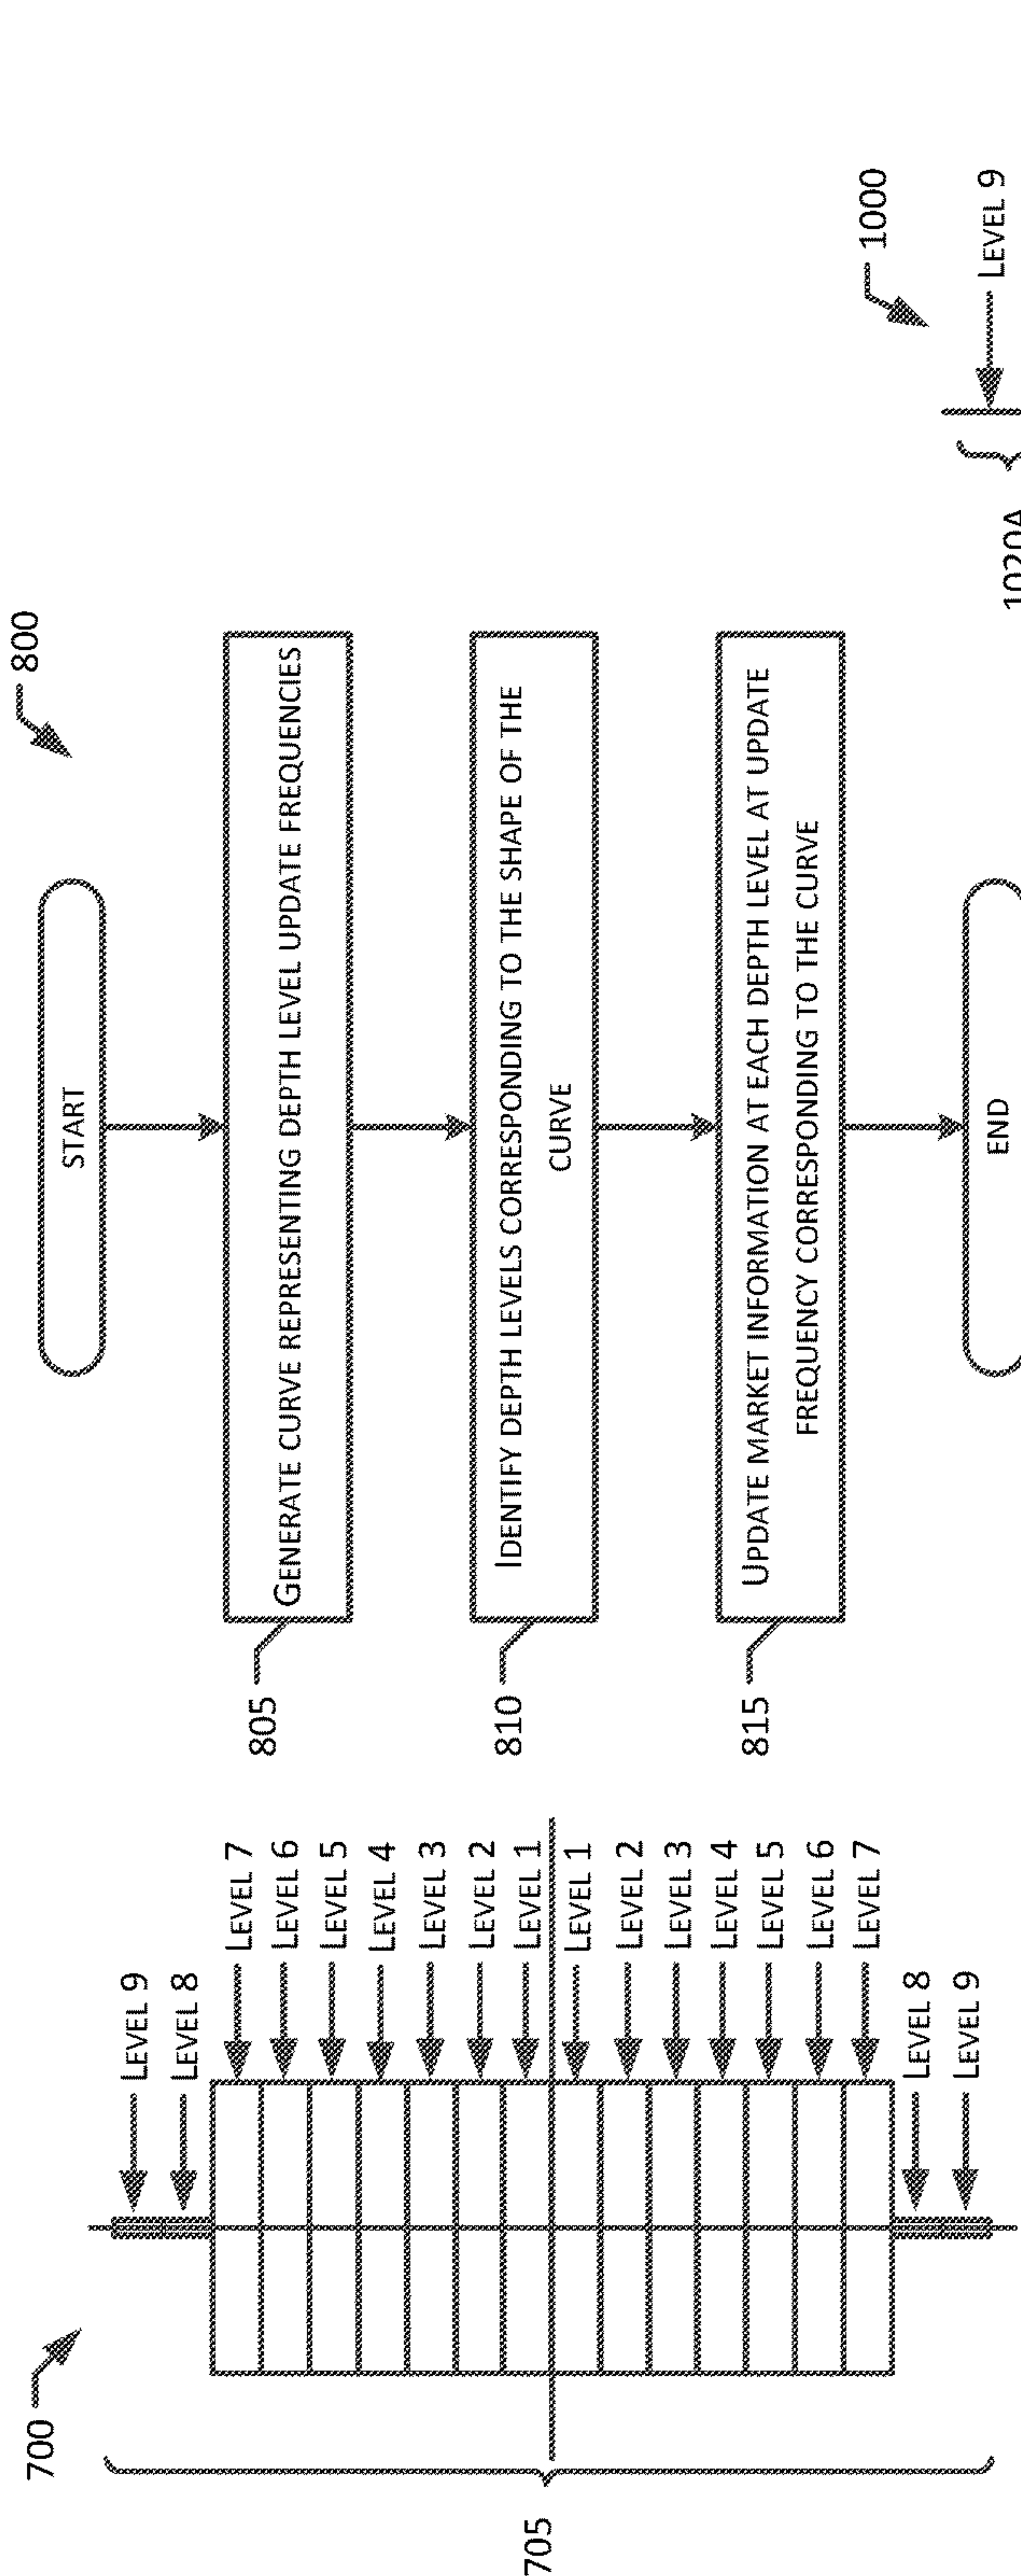 700
705
LEVEL 9
LEVEL 8
LEVEL 7
LEVEL 6
LEVEL 5
LEVEL 4
LEVEL 3
LEVEL 2
LEVEL 1
LEVEL 1
LEVEL 2
LEVEL 3
LEVEL 4
LEVEL 5
LEVEL 6
LEVEL 7
LEVEL 8
LEVEL 9
800
START
805
GENERATE CURVE REPRESENTING DEPTH LEVEL UPDATE FREQUENCIES
810
IDENTIFY DEPTH LEVELS CORRESPONDING TO THE SHAPE OF THE
CURVE
815
UPDATE MARKET INFORMATION AT EACH DEPTH LEVEL AT UPDATE
FREQUENCY CORRESPONDING TO THE CURVE
END
1000
LEVEL 9
1020A